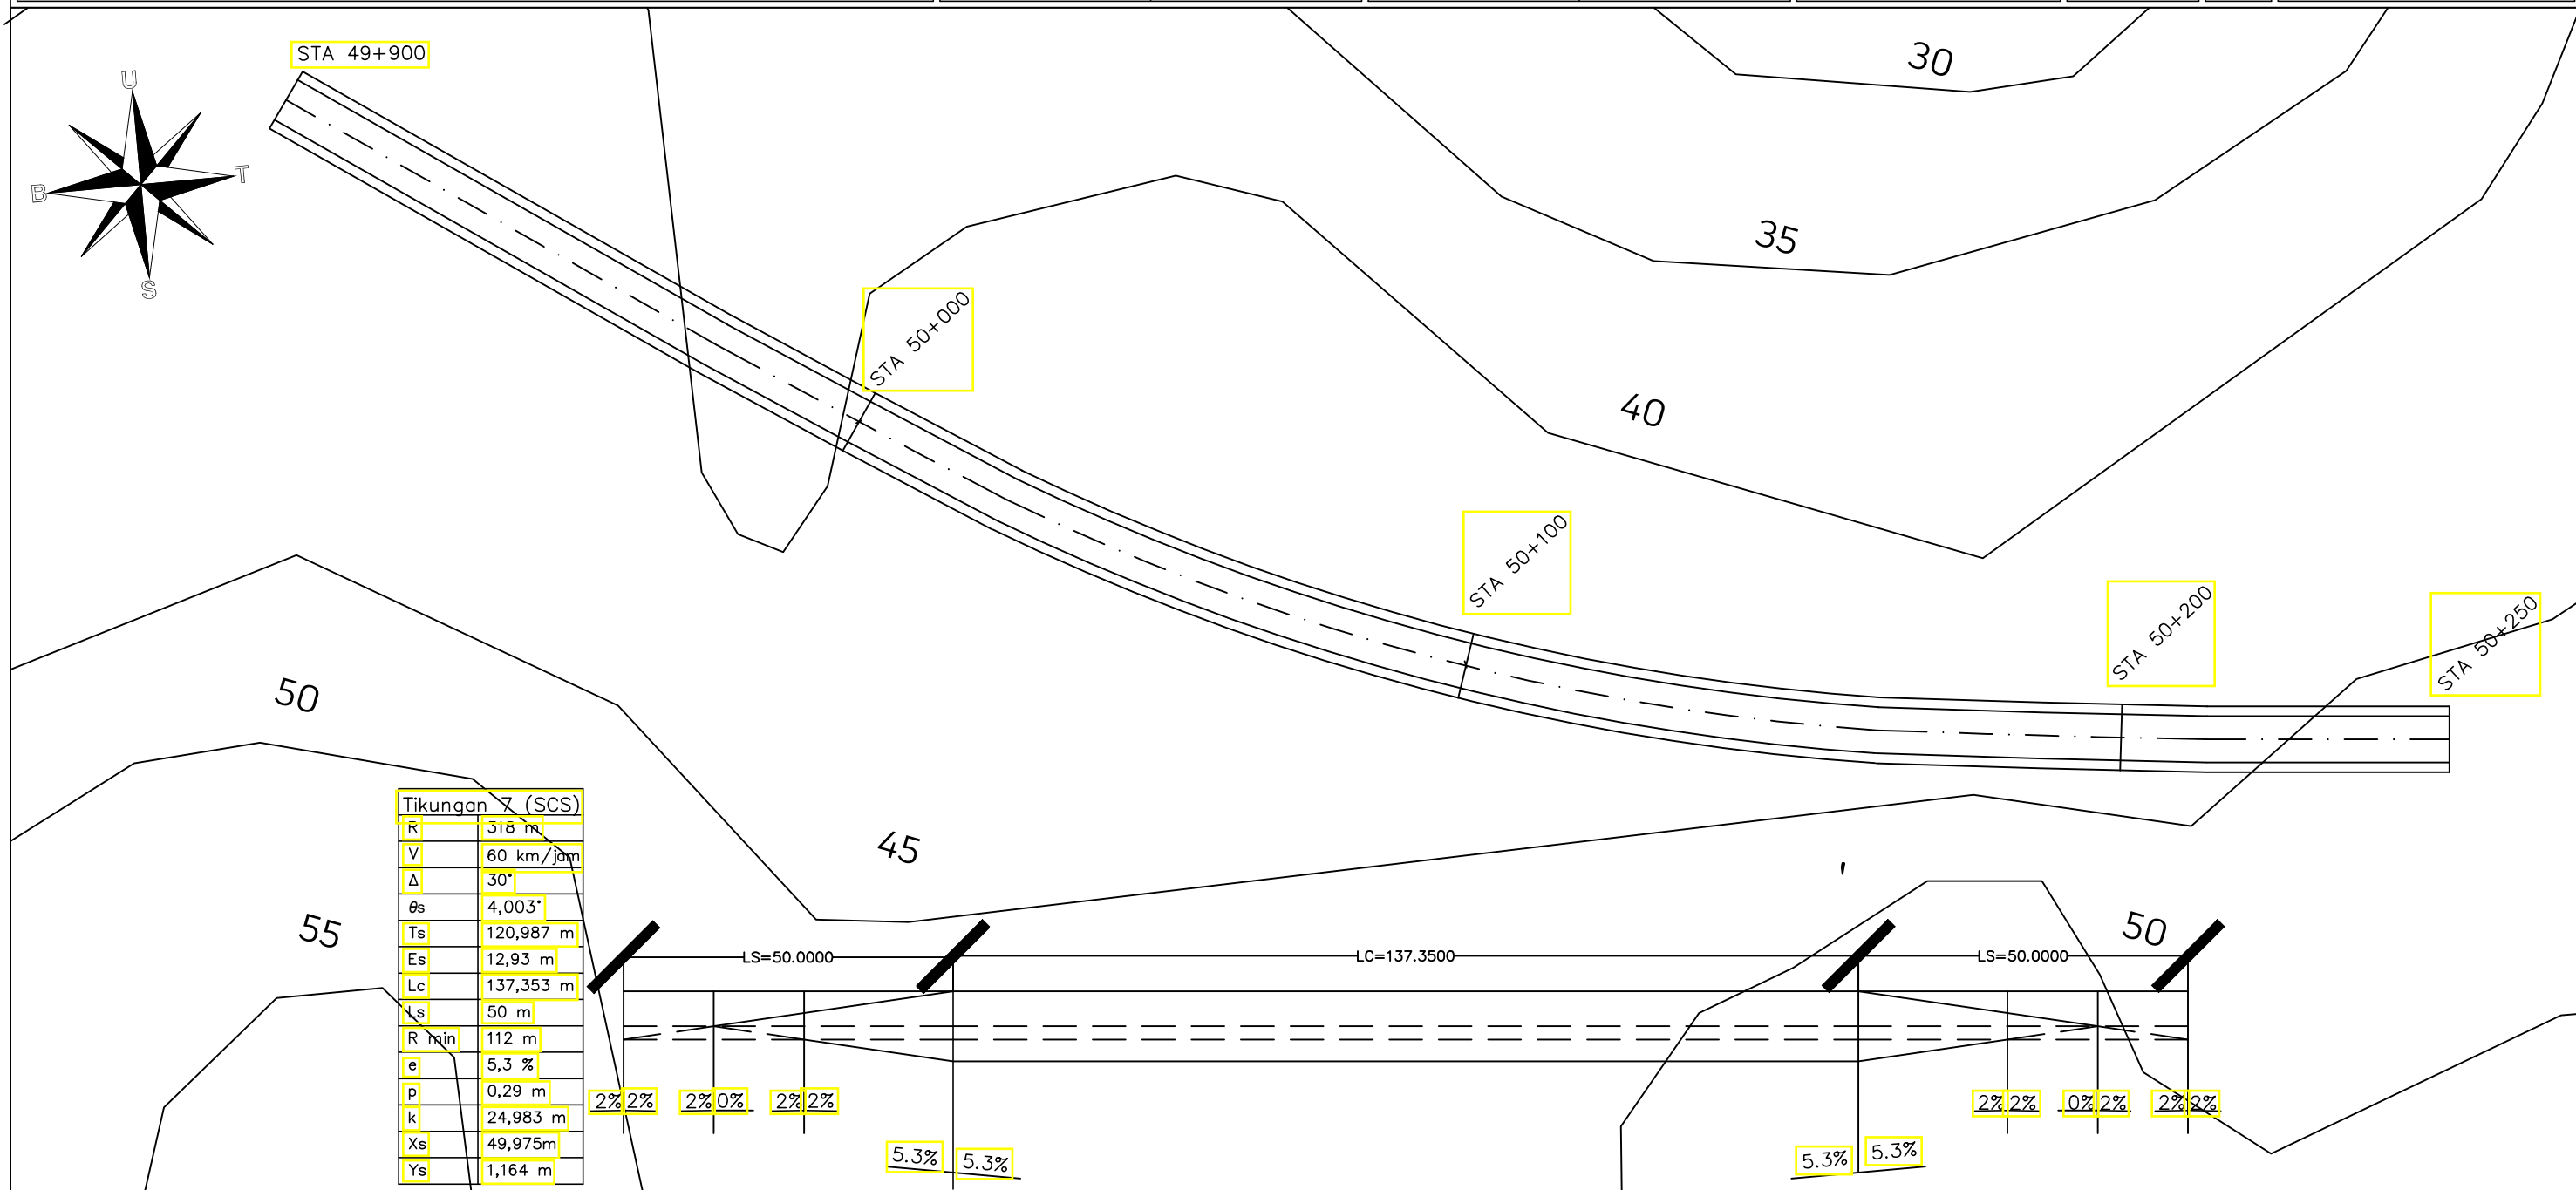 STA 49+900
U
T
B
S
30
35
40
STA 50+000
STA 50+100
STA 50+200
STA 50+250
50
45
55
50
Tikungan 7 (SCS)
R 318 m
V 60 km/jam
Δ 30°
θs 4,003°
Ts 120,987 m
Es 12,93 m
Lc 137,353 m
Ls 50 m
R min 112 m
e 5,3 %
p 0,29 m
k 24,983 m
Xs 49,975m
Ys 1,164 m
LS=50.0000 LC=137.3500 LS=50.0000
2% 2% 2% 0% 2% 2% 2% 2% 0% 2% 2% 2%
5.3% 5.3% 5.3% 5.3%